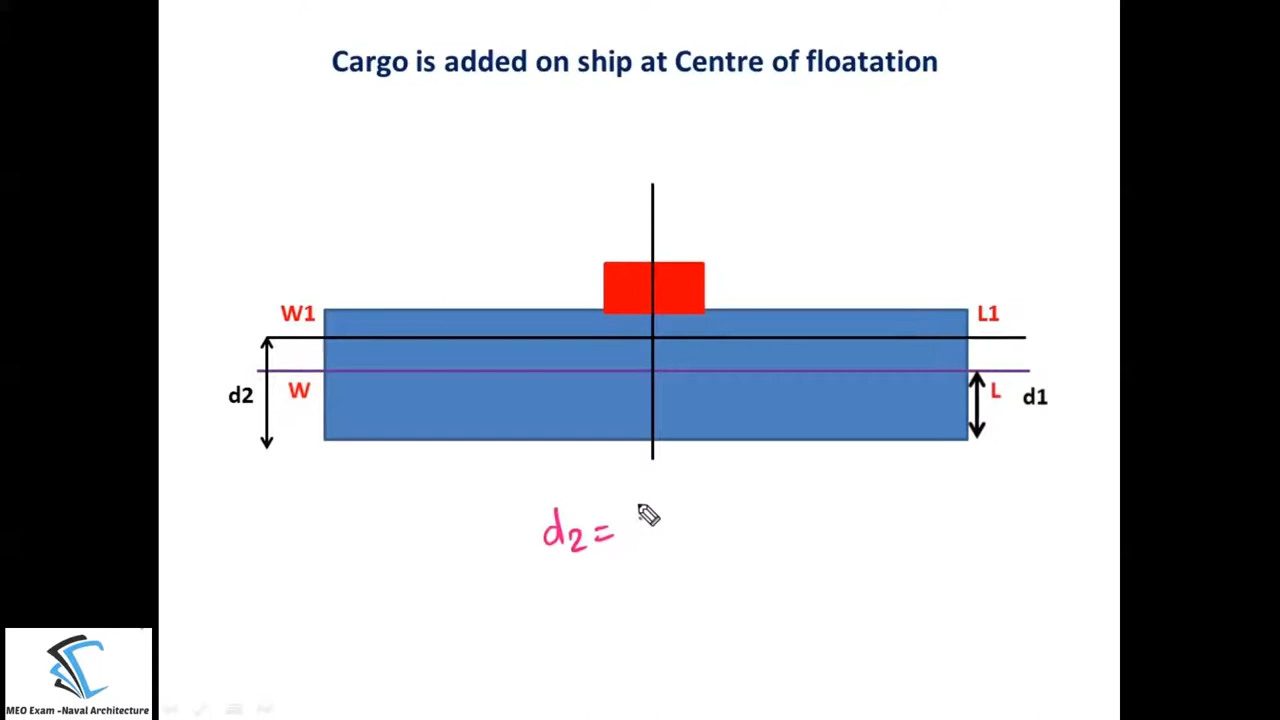 Cargo is added on ship at Centre of floatation
W1 L1
d2 W L d1
d2=
MEO Exam -Naval Architecture